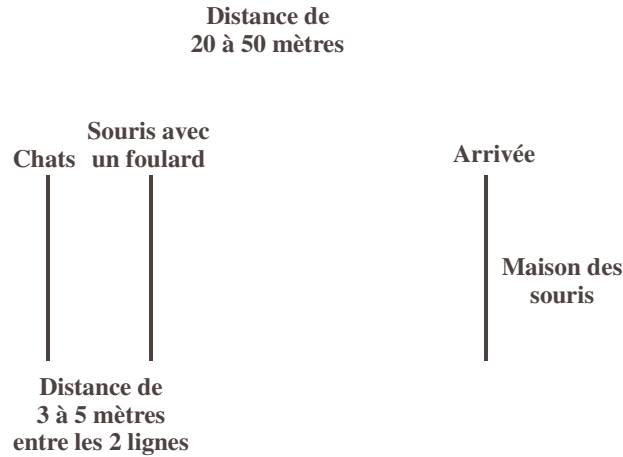 Distance de
20 à 50 mètres
Souris avec
un foulard
Chats
Arrivée
Maison des
souris
Distance de
3 à 5 mètres
entre les 2 lignes